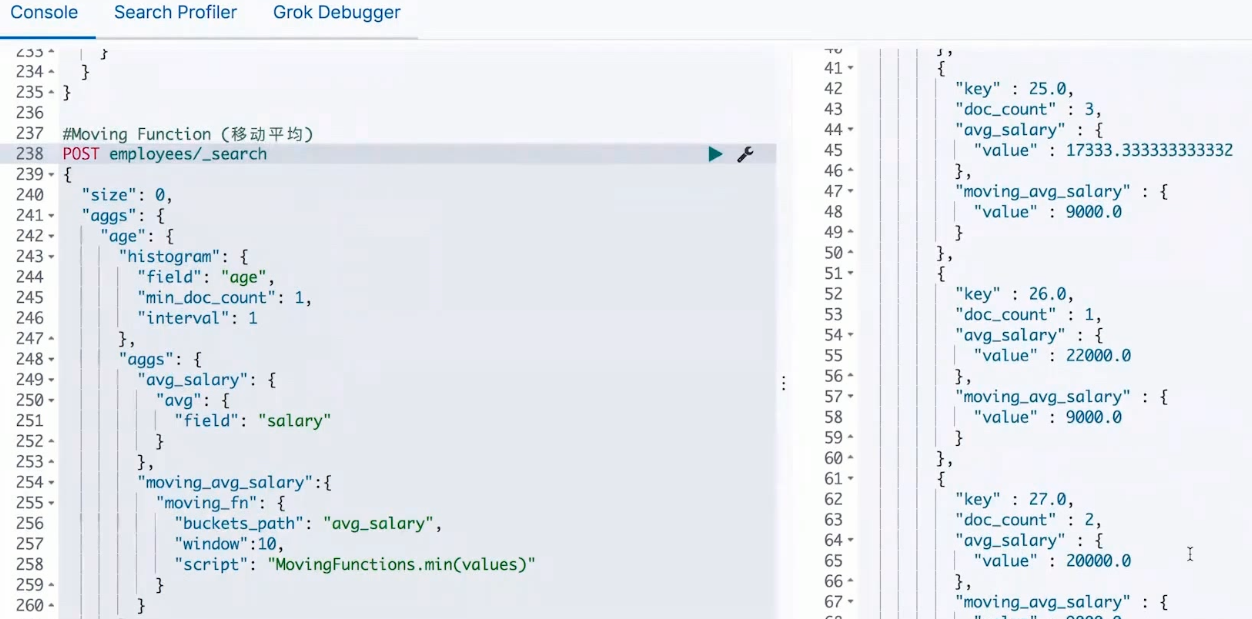 Console Search Profiler Grok Debugger
233 }
234 }
235 }
236
237 #Moving Function (移动平均)
238 POST employees/_search
239 {
240 "size": 0,
241 "aggs": {
242 "age": {
243 "histogram": {
244 "field": "age",
245 "min_doc_count": 1,
246 "interval": 1
247 },
248 "aggs": {
249 "avg_salary": {
250 "avg": {
251 "field": "salary"
252 }
253 },
254 "moving_avg_salary":{
255 "moving_fn": {
256 "buckets_path": "avg_salary",
257 "window":10,
258 "script": "MovingFunctions.min(values)"
259 }
260 }
40 },
41 {
42 "key" : 25.0,
43 "doc_count" : 3,
44 "avg_salary" : {
45 "value" : 17333.333333333332
46 },
47 "moving_avg_salary" : {
48 "value" : 9000.0
49 }
50 },
51 {
52 "key" : 26.0,
53 "doc_count" : 1,
54 "avg_salary" : {
55 "value" : 22000.0
56 },
57 "moving_avg_salary" : {
58 "value" : 9000.0
59 }
60 },
61 {
62 "key" : 27.0,
63 "doc_count" : 2,
64 "avg_salary" : {
65 "value" : 20000.0
66 },
67 "moving_avg_salary" : {